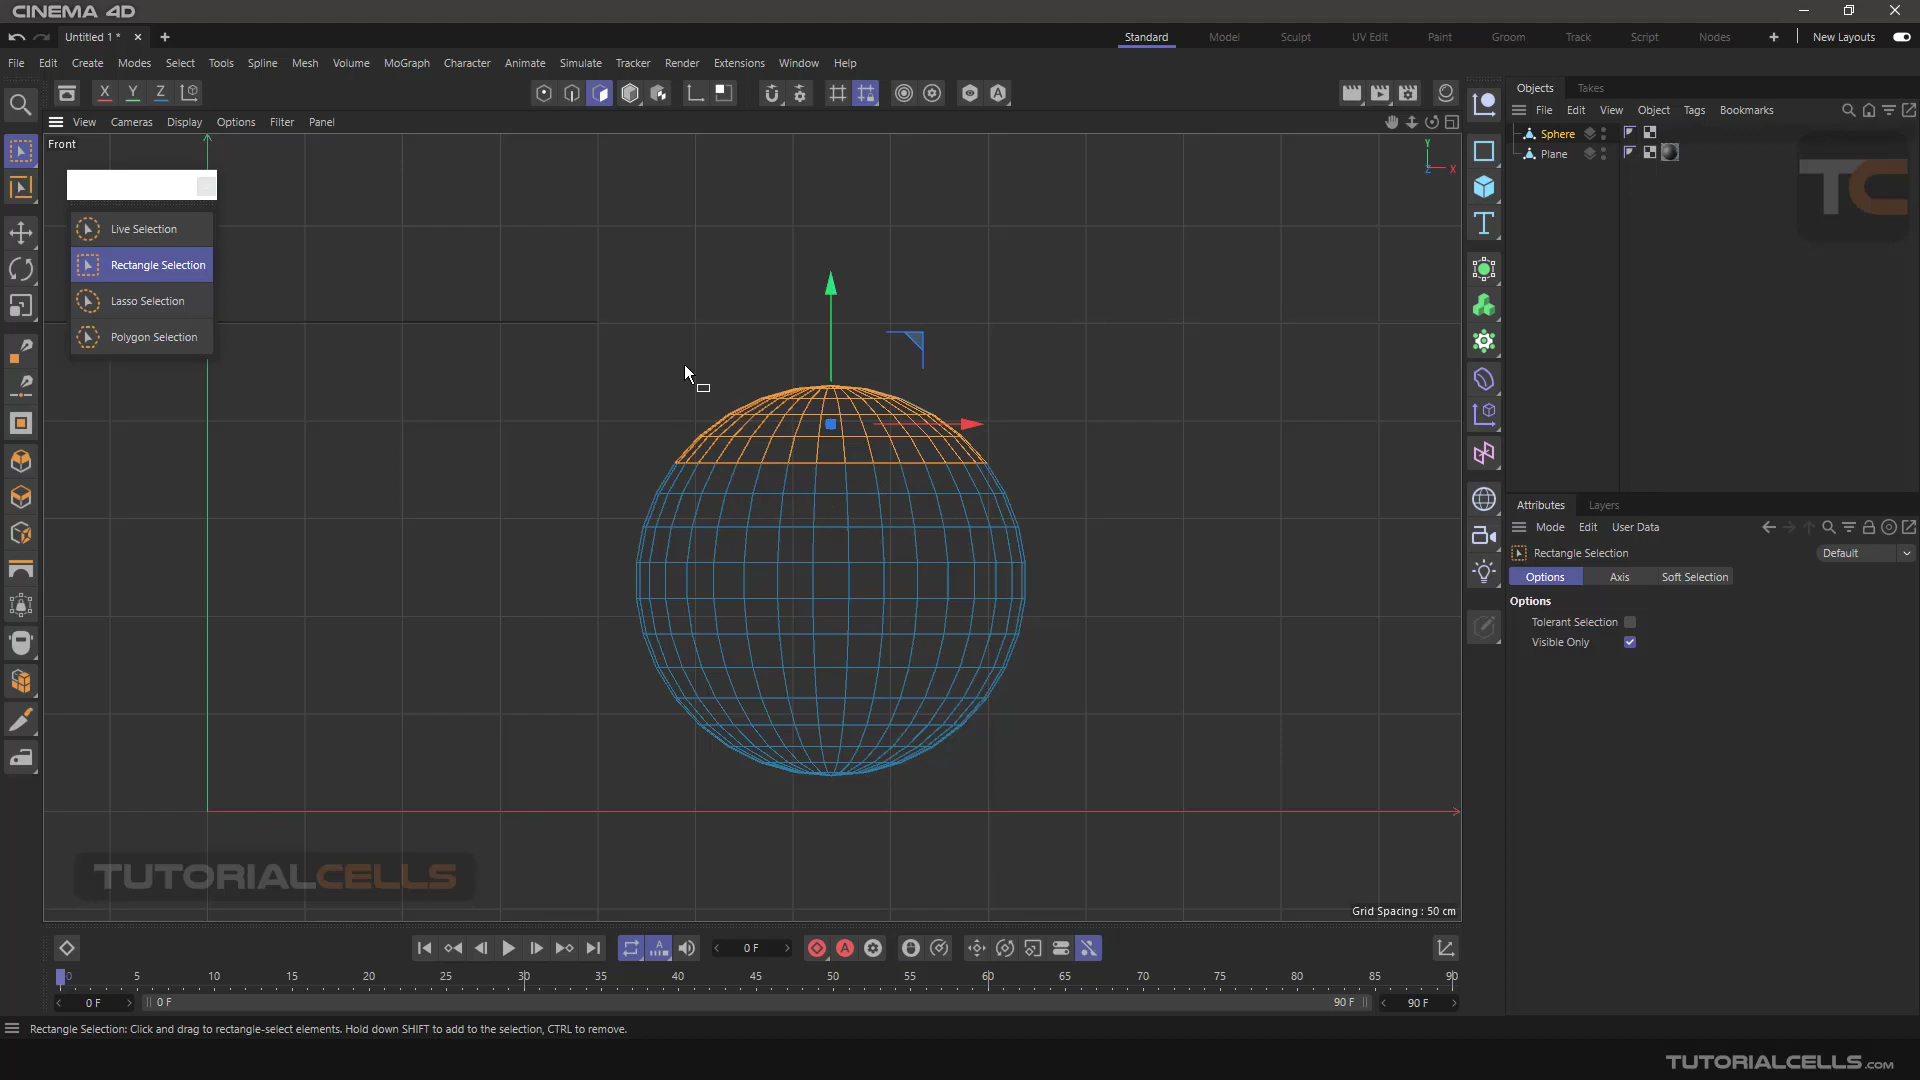 CINEMA 4D
Untitled 1 *
Standard Model Sculpt UV Edit Paint Groom Track Script Nodes New Layouts
File Edit Create Modes Select Tools Spline Mesh Volume MoGraph Character Animate Simulate Tracker Render Extensions Window Help
X Y Z
View Cameras Display Options Filter Panel
Front
Y
X
Z
Live Selection
Rectangle Selection
Lasso Selection
Polygon Selection
Grid Spacing : 50 cm
Objects Takes
File Edit View Object Tags Bookmarks
Sphere
Plane
TC
Attributes Layers
Mode Edit User Data
Rectangle Selection
Default
Options Axis Soft Selection
Options
Tolerant Selection
Visible Only
TUTORIALCELLS
0 F
0 5 10 15 20 25 30 35 40 45 50 55 60 65 70 75 80 85 90
0 F 0 F 90 F 90 F
Rectangle Selection: Click and drag to rectangle-select elements. Hold down SHIFT to add to the selection, CTRL to remove.
TUTORIALCELLS.com